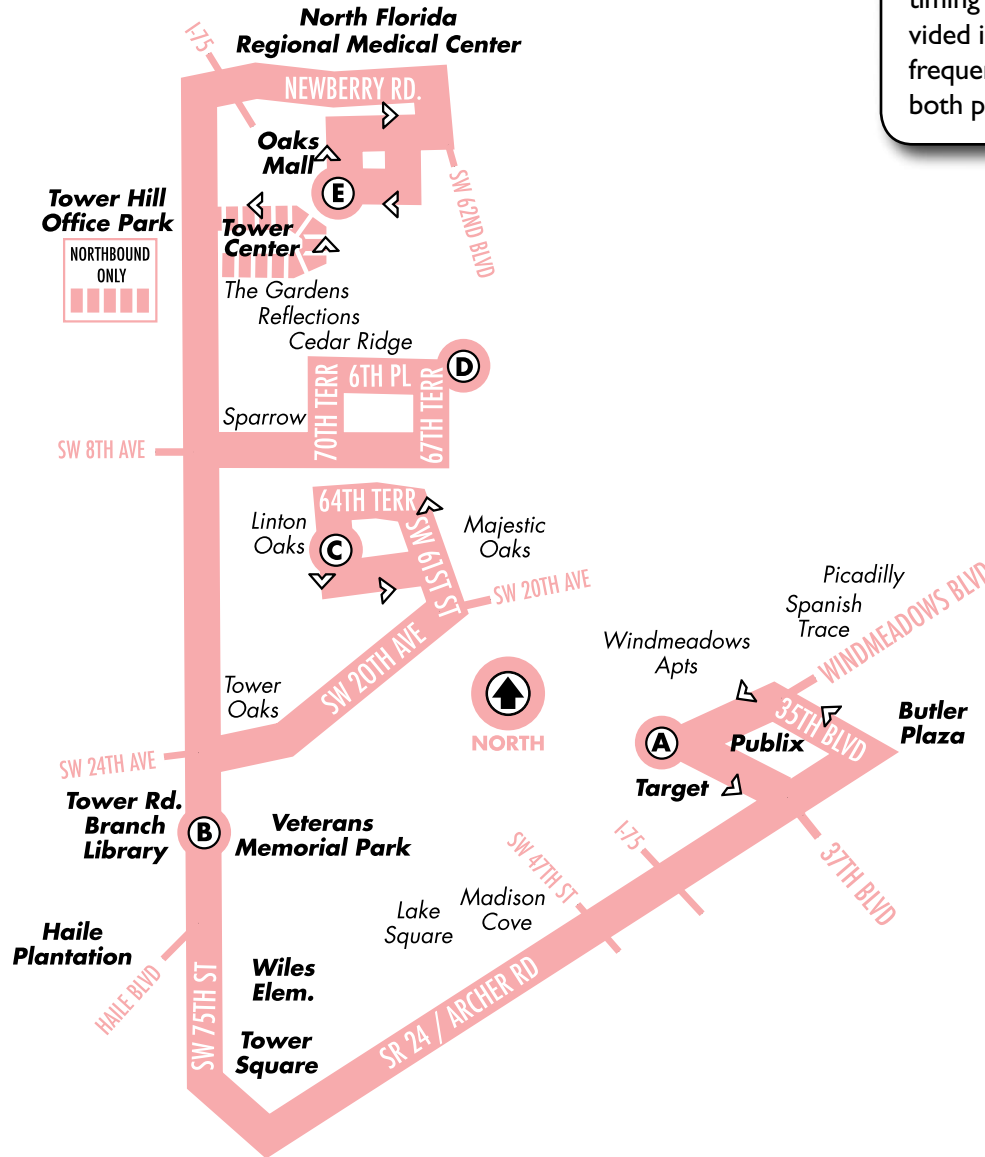 timing
vided i
freque
both p
North Florida
Regional Medical Center
I-75
NEWBERRY RD.
Oaks
Mall
E
SW 62ND BLVD
Tower Hill
Office Park
NORTHBOUND
ONLY
Tower
Center
The Gardens
Reflections
Cedar Ridge
D
6TH PL
70TH TERR
67TH TERR
Sparrow
SW 8TH AVE
64TH TERR
Linton
Oaks
C
SW 61ST ST
Majestic
Oaks
SW 20TH AVE
SW 20TH AVE
Picadilly
Spanish
Trace
WINDMEADOWS BLVD
Windmeadows
Apts
Tower
Oaks
NORTH
A
35TH BLVD
Publix
Butler
Plaza
Target
SW 24TH AVE
Tower Rd.
Branch
Library
B
Veterans
Memorial Park
I-75
37TH BLVD
SW 47TH ST
Madison
Cove
Lake
Square
Haile
Plantation
HAILE BLVD
SW 75TH ST
Wiles
Elem.
SR 24 / ARCHER RD
Tower
Square